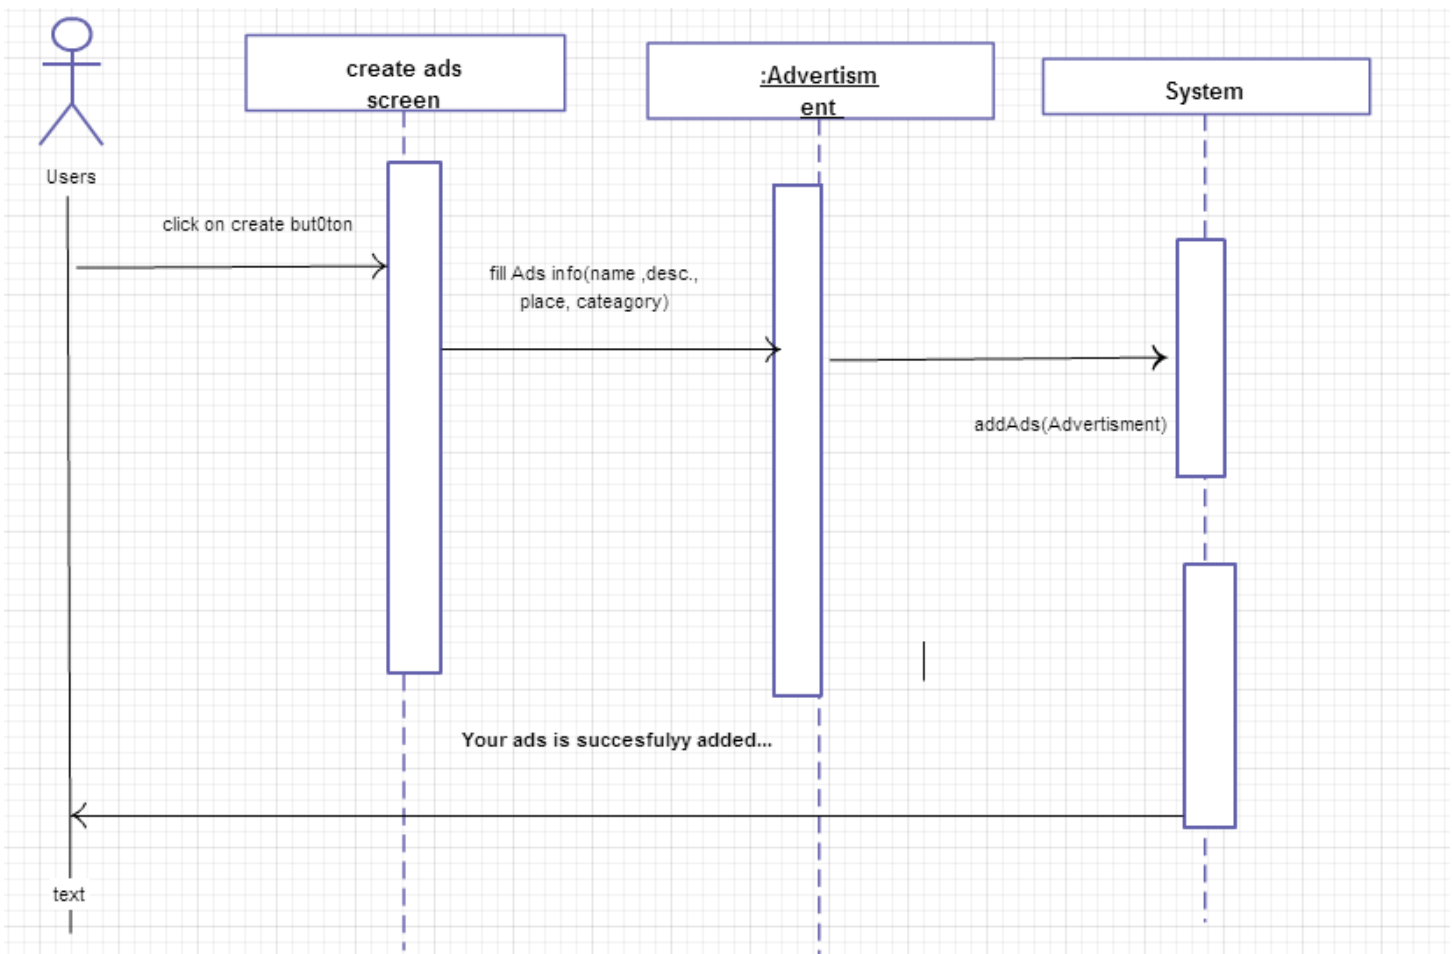 create ads
screen
:Advertism
ent
System
Users
click on create but0ton
fill Ads info(name ,desc.,
place, cateagory)
addAds(Advertisment)
Your ads is succesfulyy added...
text